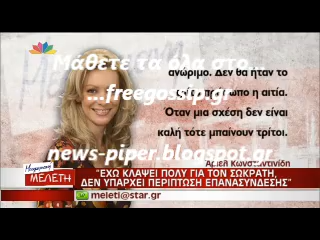 Μάθετε τα όλα στο...
ανώριμο. Δεν θα ήταν το
...freegossip.gr
πρόσωπο η αιτία.
Όταν μια σχέση δεν είναι
καλή τότε μπαίνουν τρίτοι.
news-piper.blogspot.gr
Αριελ Κωνσταντινίδη
Μεσημεριανή
ΜΕΛΕΤΗ
"ΕΧΩ ΚΛΑΨΕΙ ΠΟΛΥ ΓΙΑ ΤΟΝ ΣΩΚΡΑΤΗ,
ΔΕΝ ΥΠΑΡΧΕΙ ΠΕΡΙΠΤΩΣΗ ΕΠΑΝΑΣΥΝΔΕΣΗΣ"
meleti@star.gr